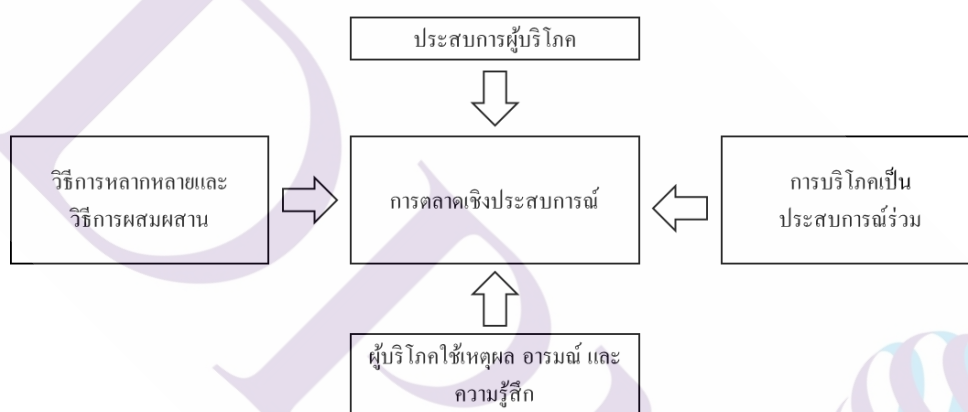 ประสบการผู้บริโภค
วิธีการหลากหลายและ
วิธีการผสมผสาน
การตลาดเชิงประสบการณ์
การบริโภคเป็น
ประสบการณ์ร่วม
ผู้บริโภคใช้เหตุผล อารมณ์ และ
ความรู้สึก